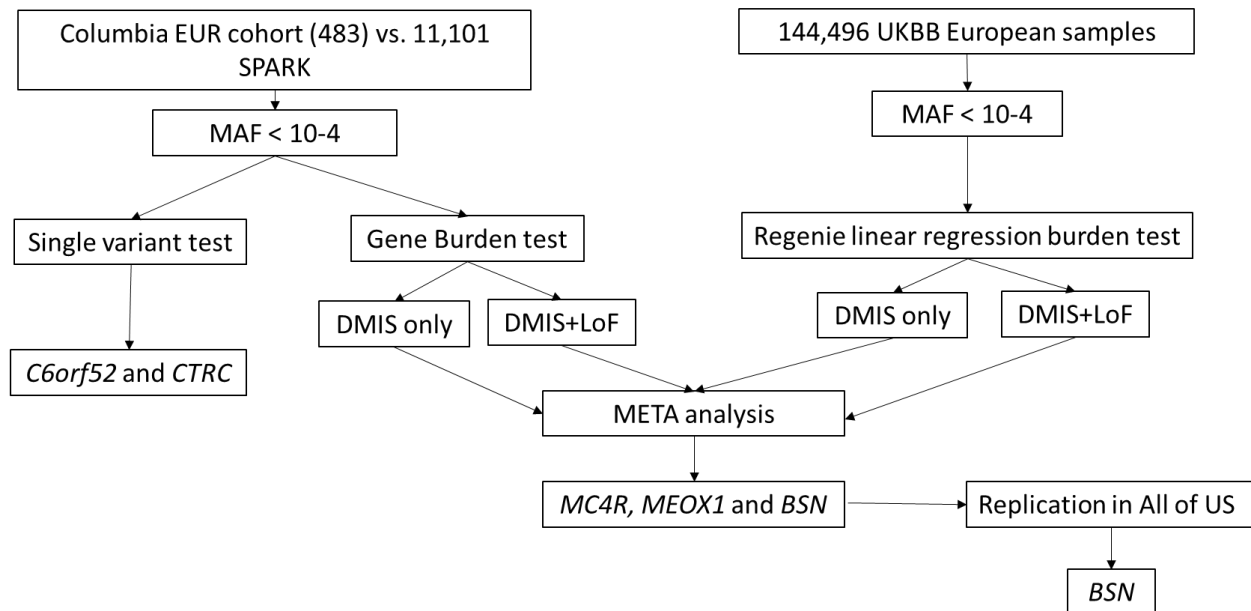 Columbia EUR cohort (483) vs. 11,101
SPARK
144,496 UKBB European samples
MAF < 10-4
MAF < 10-4
Single variant test
Gene Burden test
Regenie linear regression burden test
DMIS only
DMIS+LoF
DMIS only
DMIS+LoF
C6orf52 and CTRC
META analysis
MC4R, MEOX1 and BSN
Replication in All of US
BSN